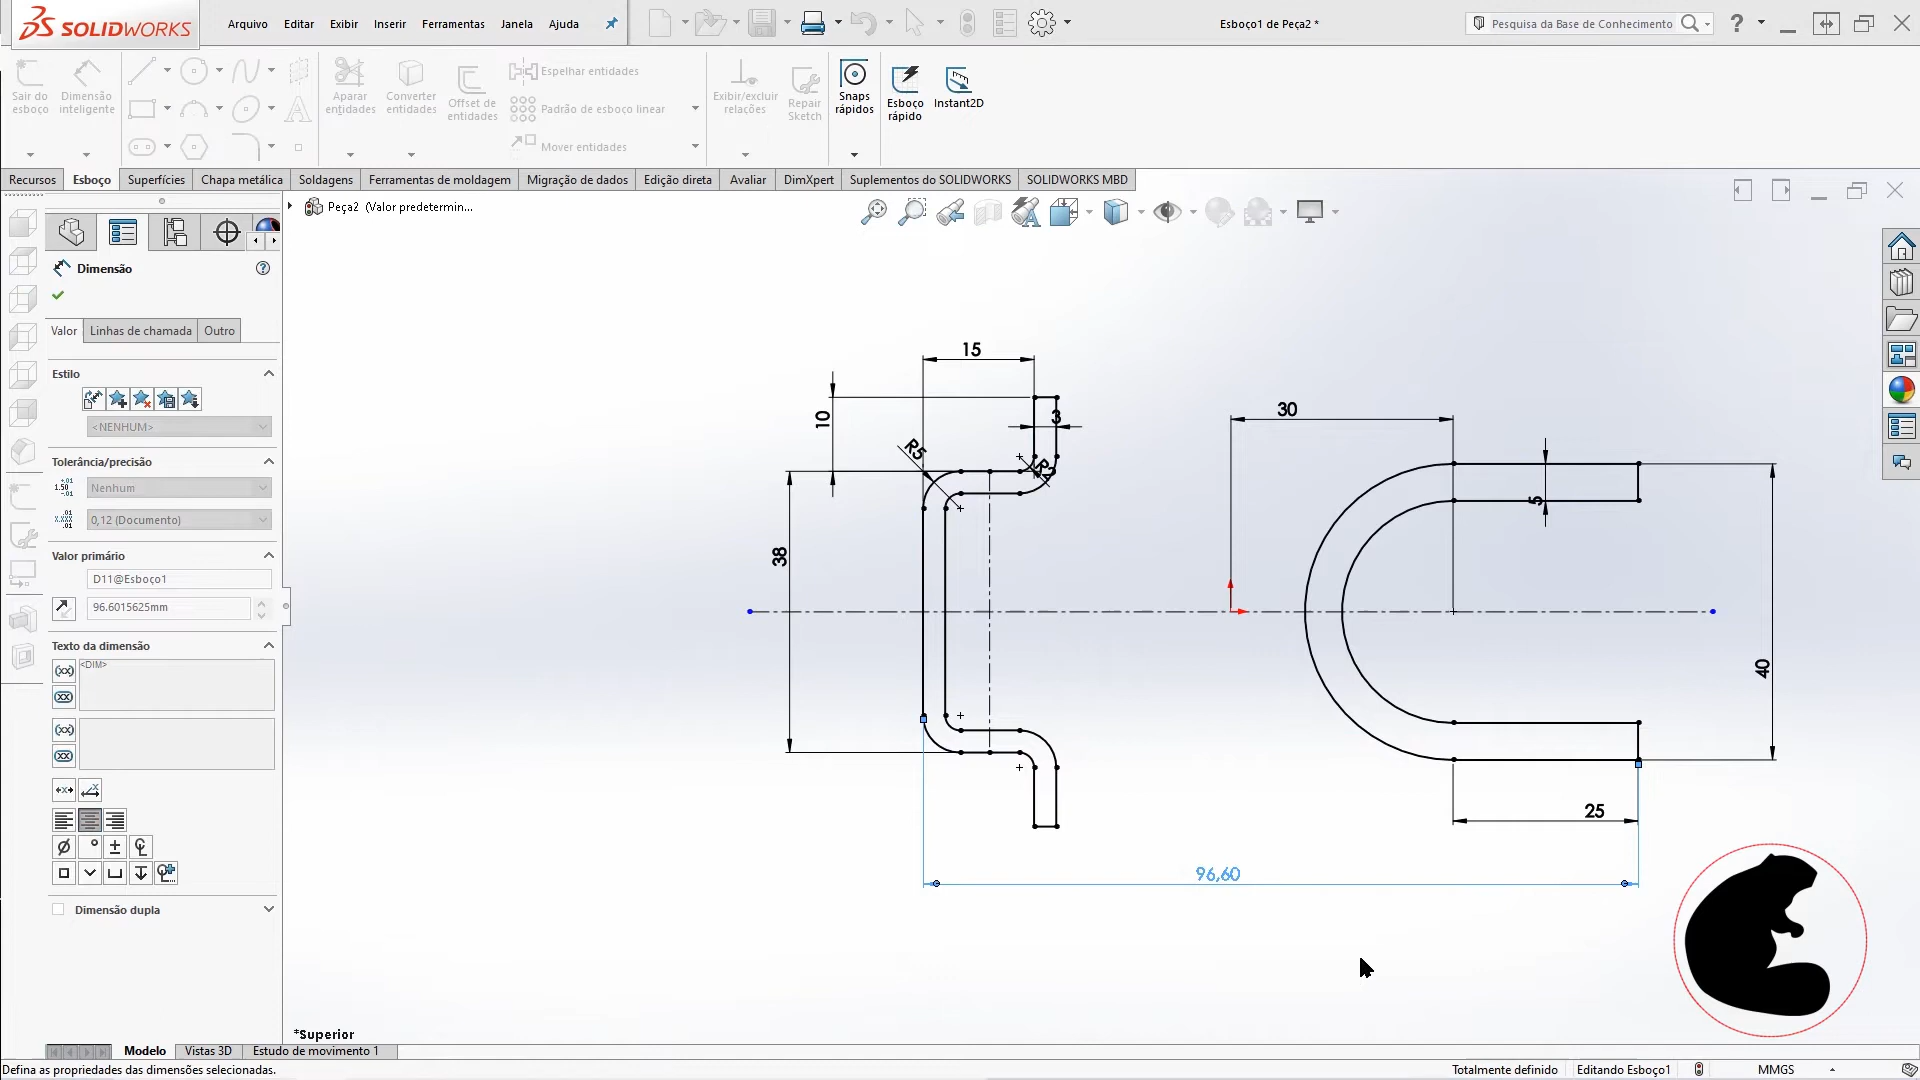 SOLIDWORKS
Arquivo Editar Exibir Inserir Ferramentas Janela Ajuda
Esboço1 de Peça2 *
Pesquisa da Base de Conhecimento
?
Sair do esboço
Dimensão inteligente
Aparar entidades
Converter entidades
Offset de entidades
Espelhar entidades
Padrão de esboço linear
Mover entidades
Exibir/excluir relações
Repair Sketch
Snaps rápidos
Esboço rápido
Instant2D
Recursos Esboço Superfícies Chapa metálica Soldagens Ferramentas de moldagem Migração de dados Edição direta Avaliar DimXpert Suplementos do SOLIDWORKS SOLIDWORKS MBD
Peça2 (Valor predetermin...
Dimensão
Valor Linhas de chamada Outro
Estilo
<NENHUM>
Tolerância/precisão
Nenhum
0,12 (Documento)
Valor primário
D11@Esboço1
96.6015625mm
Texto da dimensão
<DIM>
Dimensão dupla
15
10
3
R5
R2
38
30
5
40
25
96,60
*Superior
Modelo Vistas 3D Estudo de movimento 1
Defina as propriedades das dimensões selecionadas.
Totalmente definido Editando Esboço1 MMGS